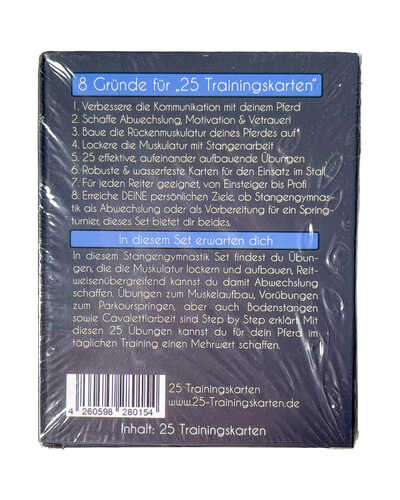 8 Gründe für „25 Trainingskarten“
1. Verbessere die Kommunikation mit deinem Pferd
2. Schaffe Abwechslung, Motivation & Vetrauen!
3. Baue die Rückenmuskulatur deines Pferdes auf
4. Lockere die Muskulatur mit Stangenarbeit
5. 25 effektive, aufeinander aufbauende Übungen
6. Robuste & wasserfeste Karten für den Einsatz im Stall
7. Für jeden Reiter geeignet, von Einsteiger bis Profi
8. Erreiche DEINE persönlichen Ziele, ob Stangengymnas-
tik als Abwechslung oder als Vorbereitung für ein Spring-
turnier, dieses Set bietet dir beides.
In diesem Set erwarten dich
In diesem Stangengymnastik Set findest du Übun-
gen, die die Muskulatur lockern und aufbauen, Reit-
weisenübergreifend kannst du damit Abwechslung
schaffen. Übungen zum Muskelaufbau, Vorübungen
zum Parkourspringen, aber auch Bodenstangen
sowie Cavalettiarbeit sind Step by Step erklärt. Mit
diesen 25 Übungen kannst du für dein Pferd im
täglichen Training einen Mehrwert schaffen.
25 Trainingskarten
www.25-Trainingskarten.de
4 260598 280154
Inhalt: 25 Trainingskarten